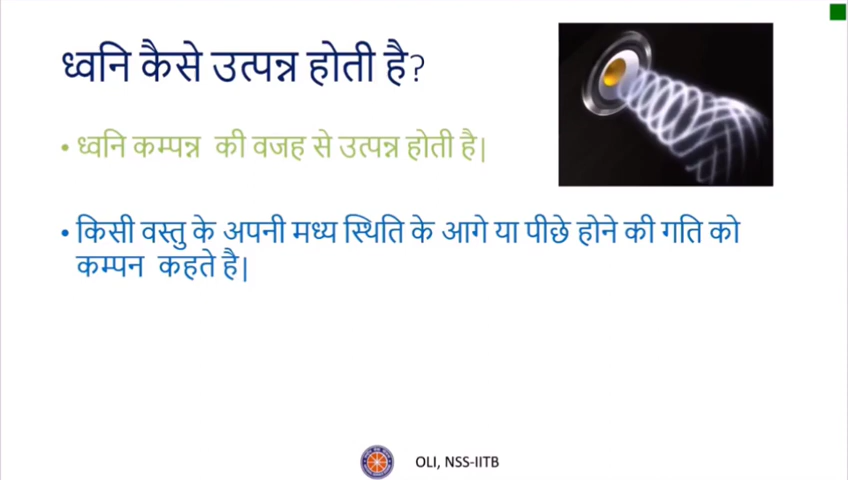 ध्वनि कैसे उत्पन्न होती है?
• ध्वनि कम्पन्न की वजह से उत्पन्न होती है|
• किसी वस्तु के अपनी मध्य स्थिति के आगे या पीछे होने की गति को
कम्पन कहते है|
OLI, NSS-IITB